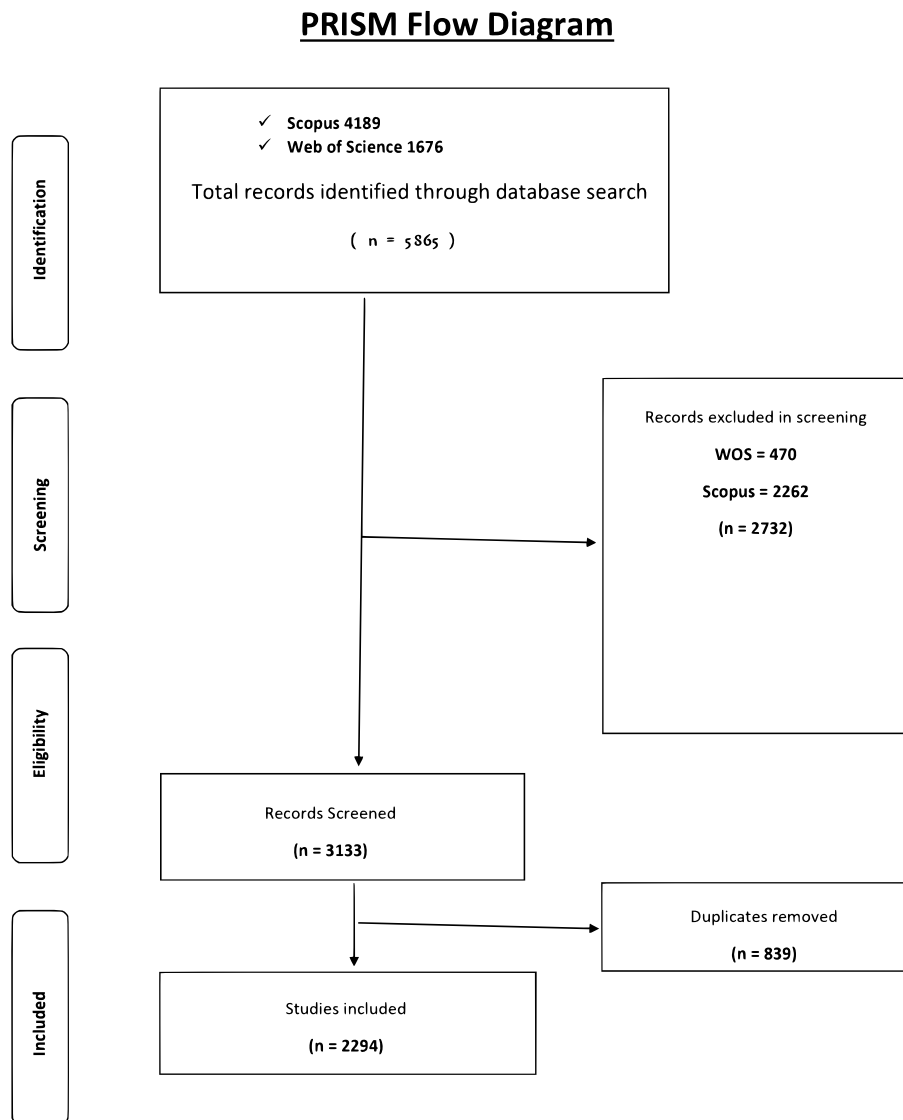 PRISM Flow Diagram
✓ Scopus 4189
✓ Web of Science 1676
Total records identified through database search
( n = 5865 )
Identification
Records excluded in screening
WOS = 470
Scopus = 2262
(n = 2732)
Screening
Eligibility
Records Screened
(n = 3133)
Duplicates removed
(n = 839)
Included
Studies included
(n = 2294)